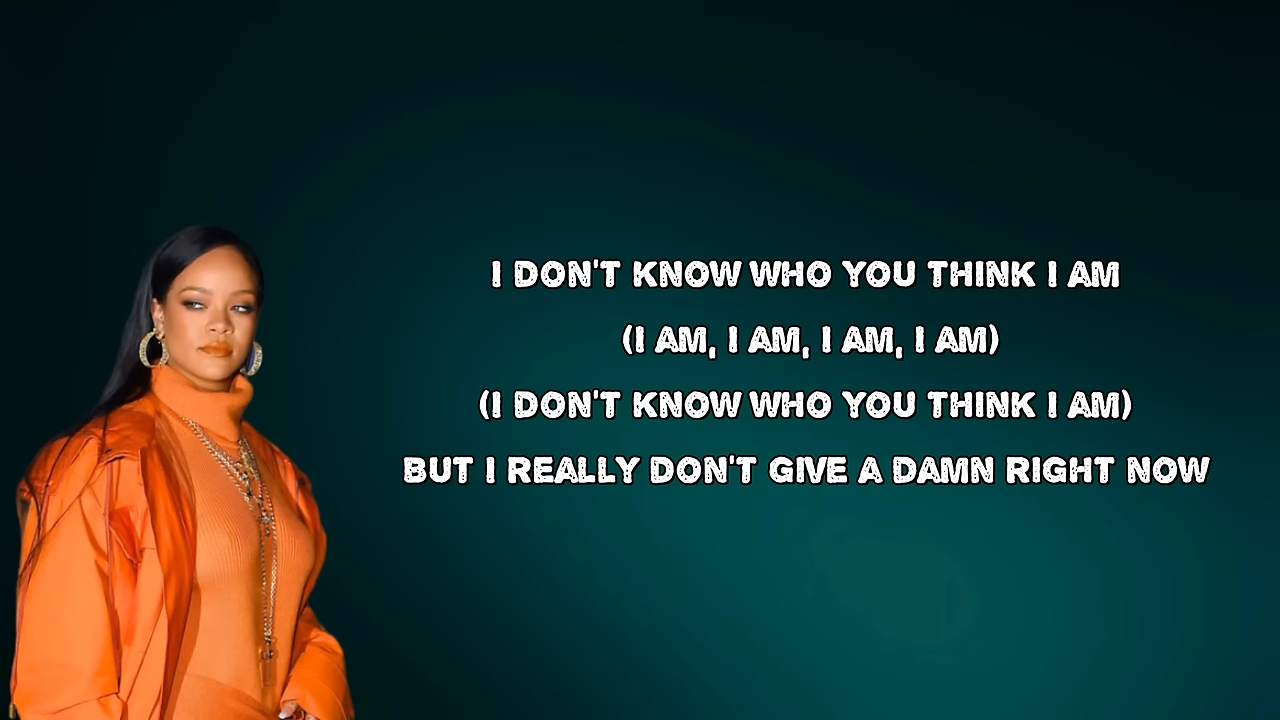 I DON'T KNOW WHO YOU THINK I AM
(I AM, I AM, I AM, I AM)
(I DON'T KNOW WHO YOU THINK I AM)
BUT I REALLY DON'T GIVE A DAMN RIGHT NOW